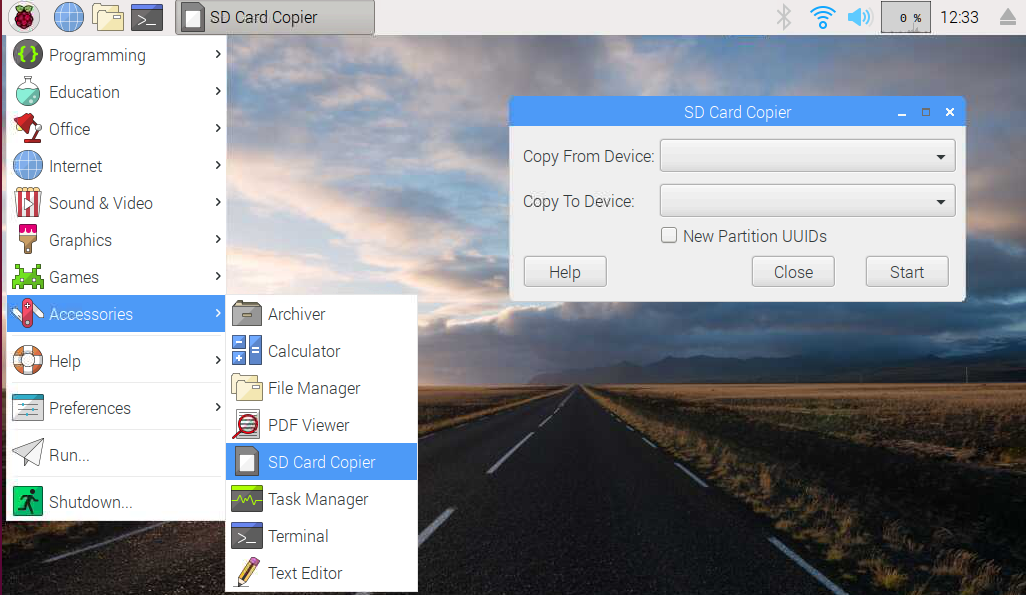 SD Card Copier
0 %
12:33
Programming
Education
Office
Internet
Sound & Video
Graphics
Games
Accessories
Help
Preferences
Run...
Shutdown...
Archiver
Calculator
File Manager
PDF Viewer
SD Card Copier
Task Manager
Terminal
Text Editor
SD Card Copier
Copy From Device:
Copy To Device:
New Partition UUIDs
Help
Close
Start